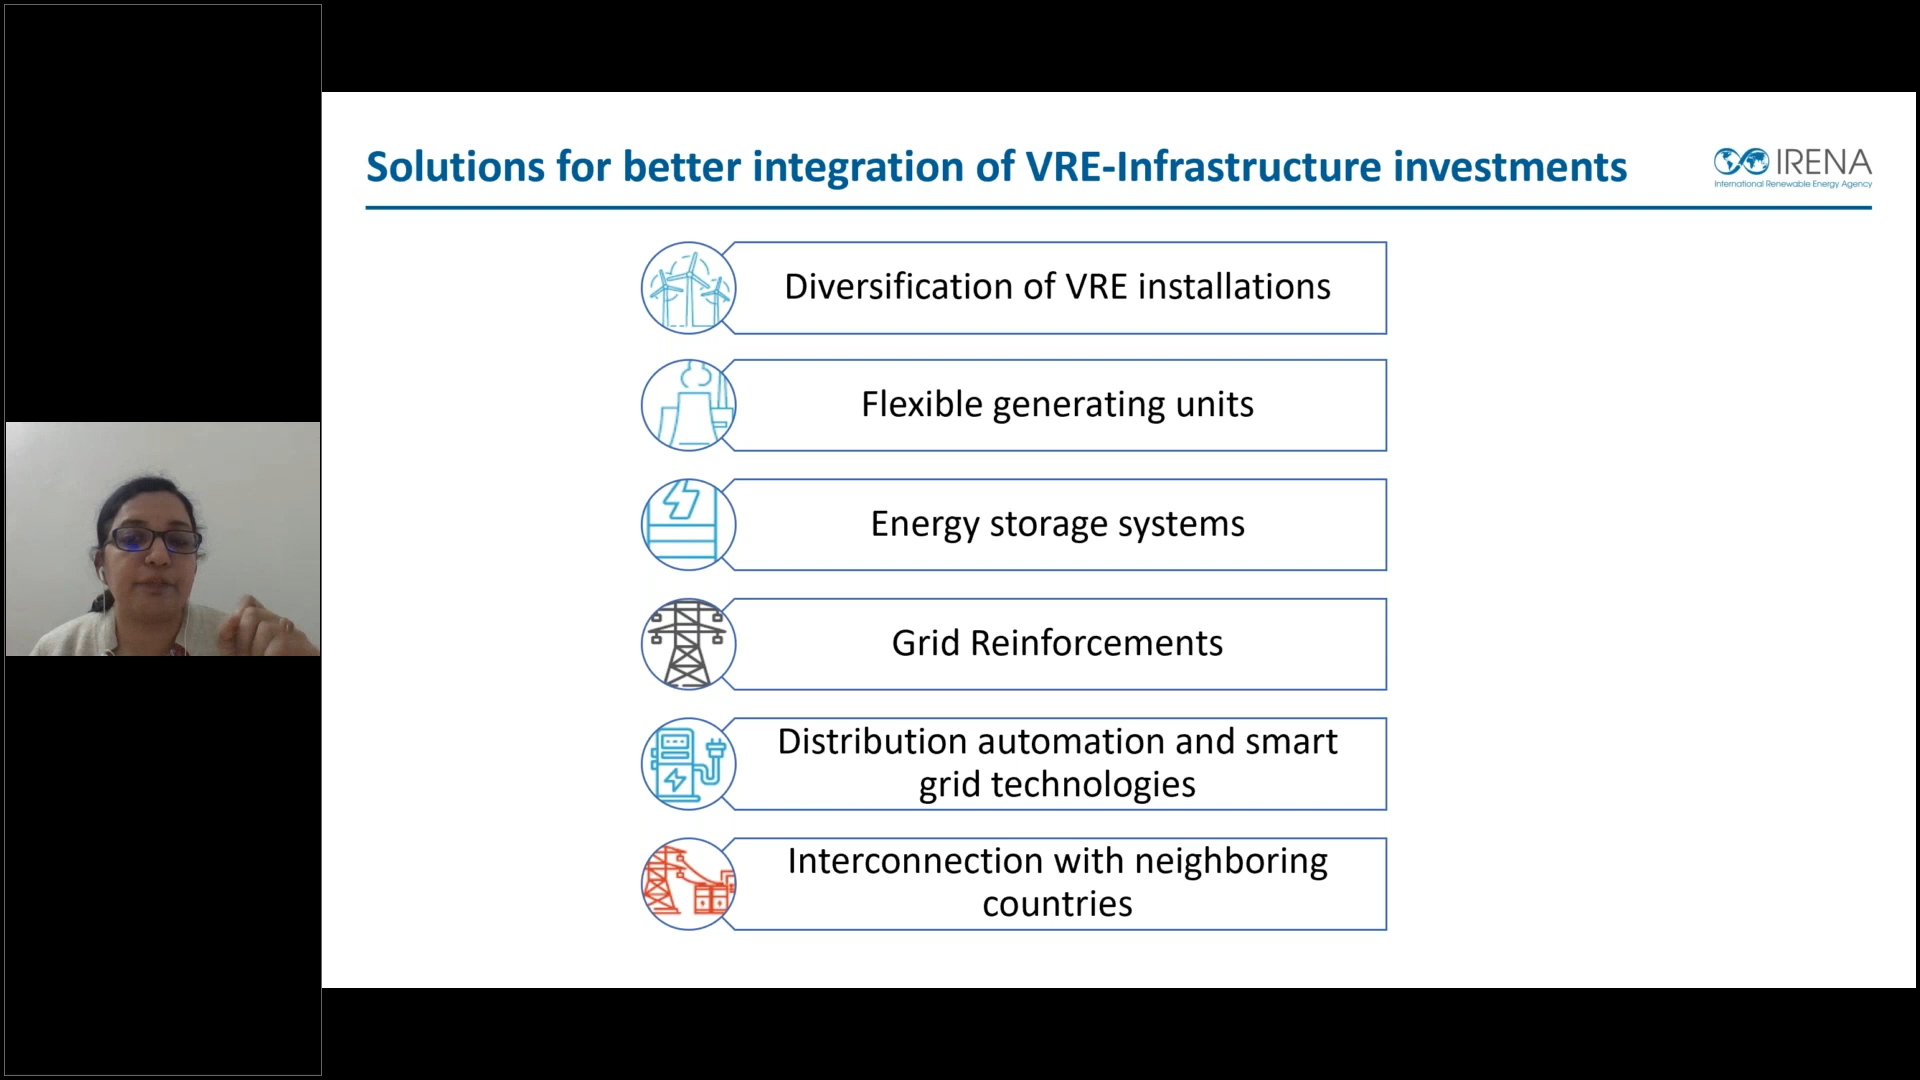 Solutions for better integration of VRE-Infrastructure investments
IRENA
International Renewable Energy Agency
Diversification of VRE installations
Flexible generating units
Energy storage systems
Grid Reinforcements
Distribution automation and smart
grid technologies
Interconnection with neighboring
countries